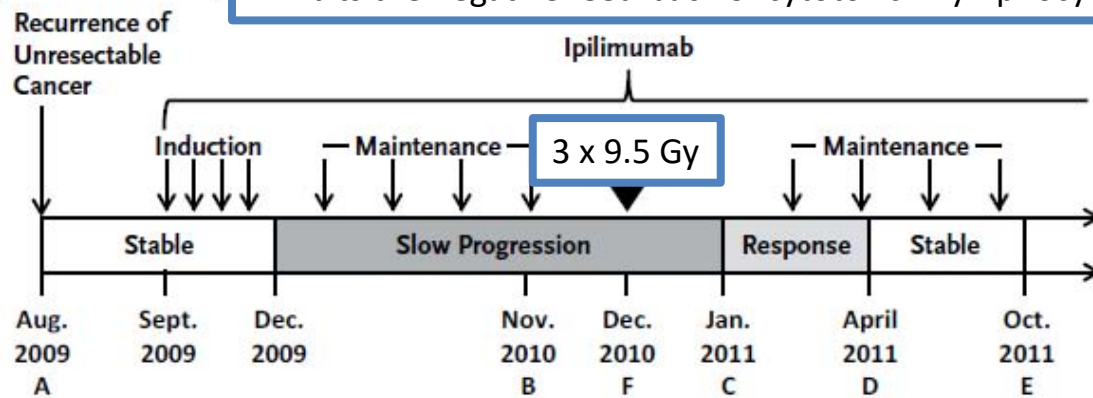 Recurrence of
Unresectable
Cancer
Ipilimumab
Induction
Maintenance
3 x 9.5 Gy
Maintenance
Stable
Slow Progression
Response
Stable
Aug.
2009
A
Sept.
2009
Dec.
2009
Nov.
2010
B
Dec.
2010
F
Jan.
2011
C
April
2011
D
Oct.
2011
E